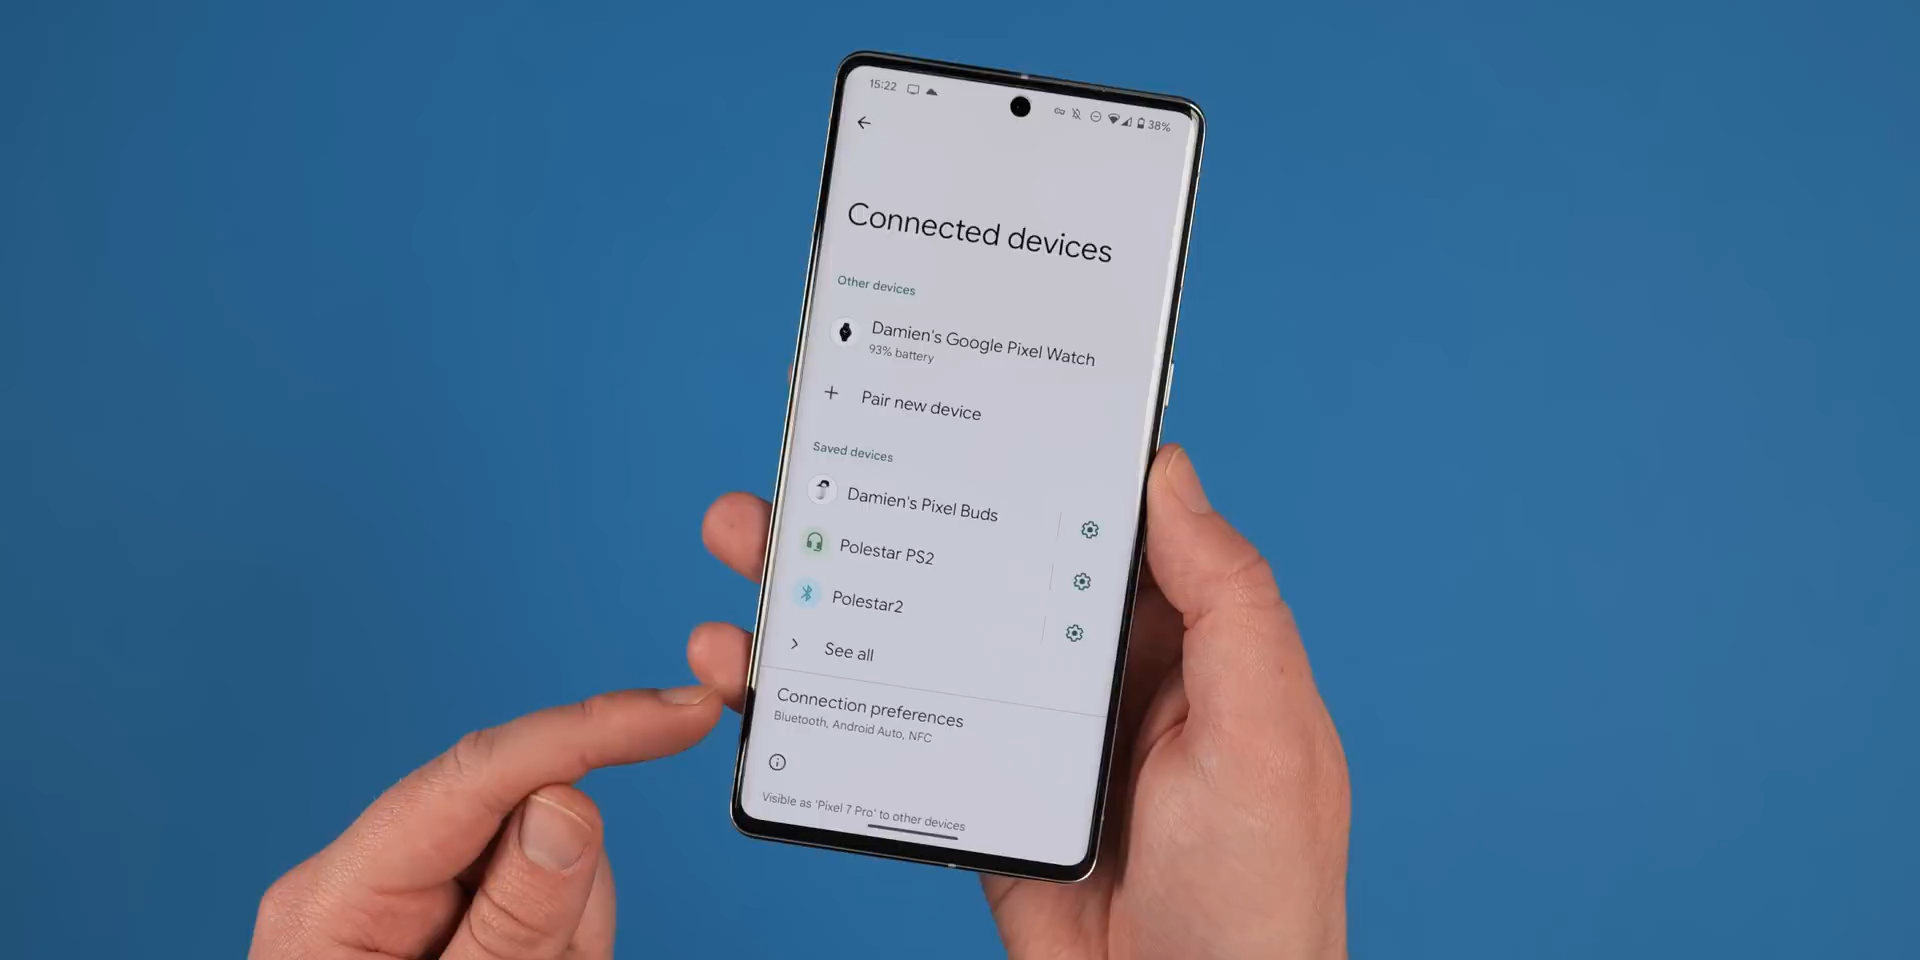 15:22
38%
Connected devices
Other devices
Damien's Google Pixel Watch
93% battery
Pair new device
Saved devices
Damien's Pixel Buds
Polestar PS2
Polestar2
See all
Connection preferences
Bluetooth, Android Auto, NFC
Visible as 'Pixel 7 Pro' to other devices